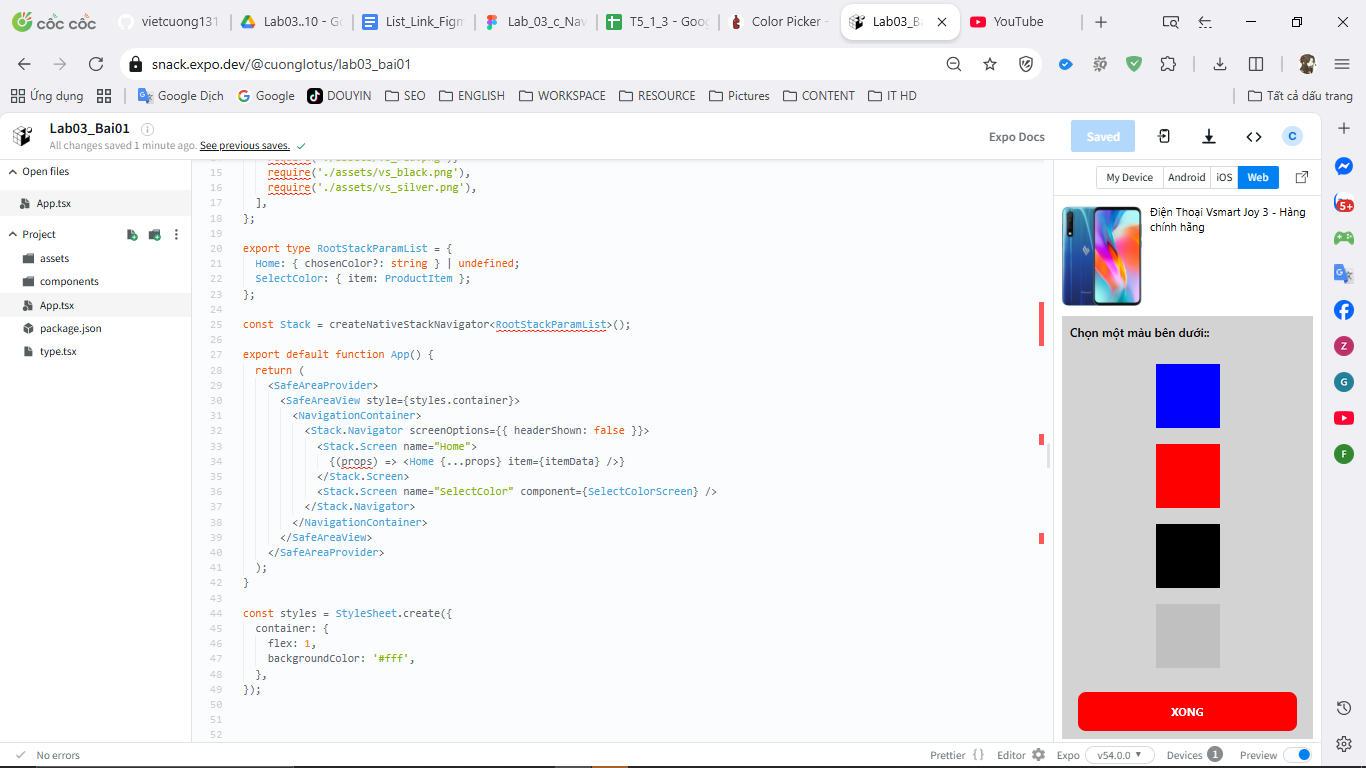 cốc cốc
vietcuong131
Lab03..10 - Go
List_Link_Figm
Lab_03_c_Nav
T5_1_3 - Goog
Color Picker -
Lab03_Ba
YouTube
snack.expo.dev/@cuonglotus/lab03_bai01
Ứng dụng
Google Dịch
Google
DOUYIN
SEO
ENGLISH
WORKSPACE
RESOURCE
Pictures
CONTENT
IT HD
Tất cả dấu trang
Lab03_Bai01
All changes saved 1 minute ago. See previous saves.
Expo Docs
Saved
C
Open files
App.tsx
Project
assets
components
App.tsx
package.json
type.tsx
15 require('./assets/vs_black.png'),
16 require('./assets/vs_silver.png'),
17 ],
18 };
19
20 export type RootStackParamList = {
21 Home: { chosenColor?: string } | undefined;
22 SelectColor: { item: ProductItem };
23 };
24
25 const Stack = createNativeStackNavigator<RootStackParamList>();
26
27 export default function App() {
28 return (
29 <SafeAreaProvider>
30 <SafeAreaView style={styles.container}>
31 <NavigationContainer>
32 <Stack.Navigator screenOptions={{ headerShown: false }}>
33 <Stack.Screen name="Home">
34 {(props) => <Home {...props} item={itemData} />}
35 </Stack.Screen>
36 <Stack.Screen name="SelectColor" component={SelectColorScreen} />
37 </Stack.Navigator>
38 </NavigationContainer>
39 </SafeAreaView>
40 </SafeAreaProvider>
41 );
42 }
43
44 const styles = StyleSheet.create({
45 container: {
46 flex: 1,
47 backgroundColor: '#fff',
48 },
49 });
50
51
52
My Device
Android
iOS
Web
Điện Thoại Vsmart Joy 3 - Hàng
chính hãng
Chọn một màu bên dưới::
XONG
5+
Z
G
F
No errors
Prettier { }
Editor
Expo
v54.0.0
Devices 1
Preview